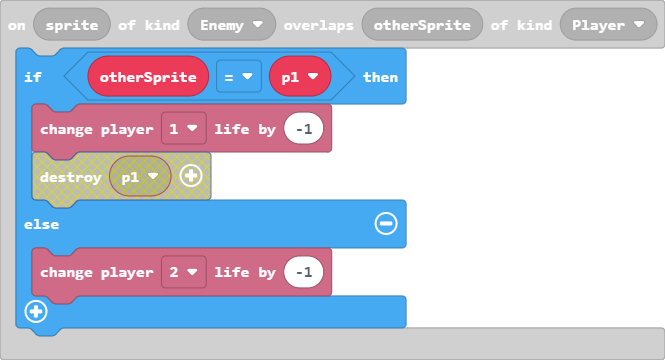 on sprite of kind Enemy overlaps otherSprite of kind Player
if otherSprite = p1 then
change player 1 life by -1
destroy p1
else
change player 2 life by -1